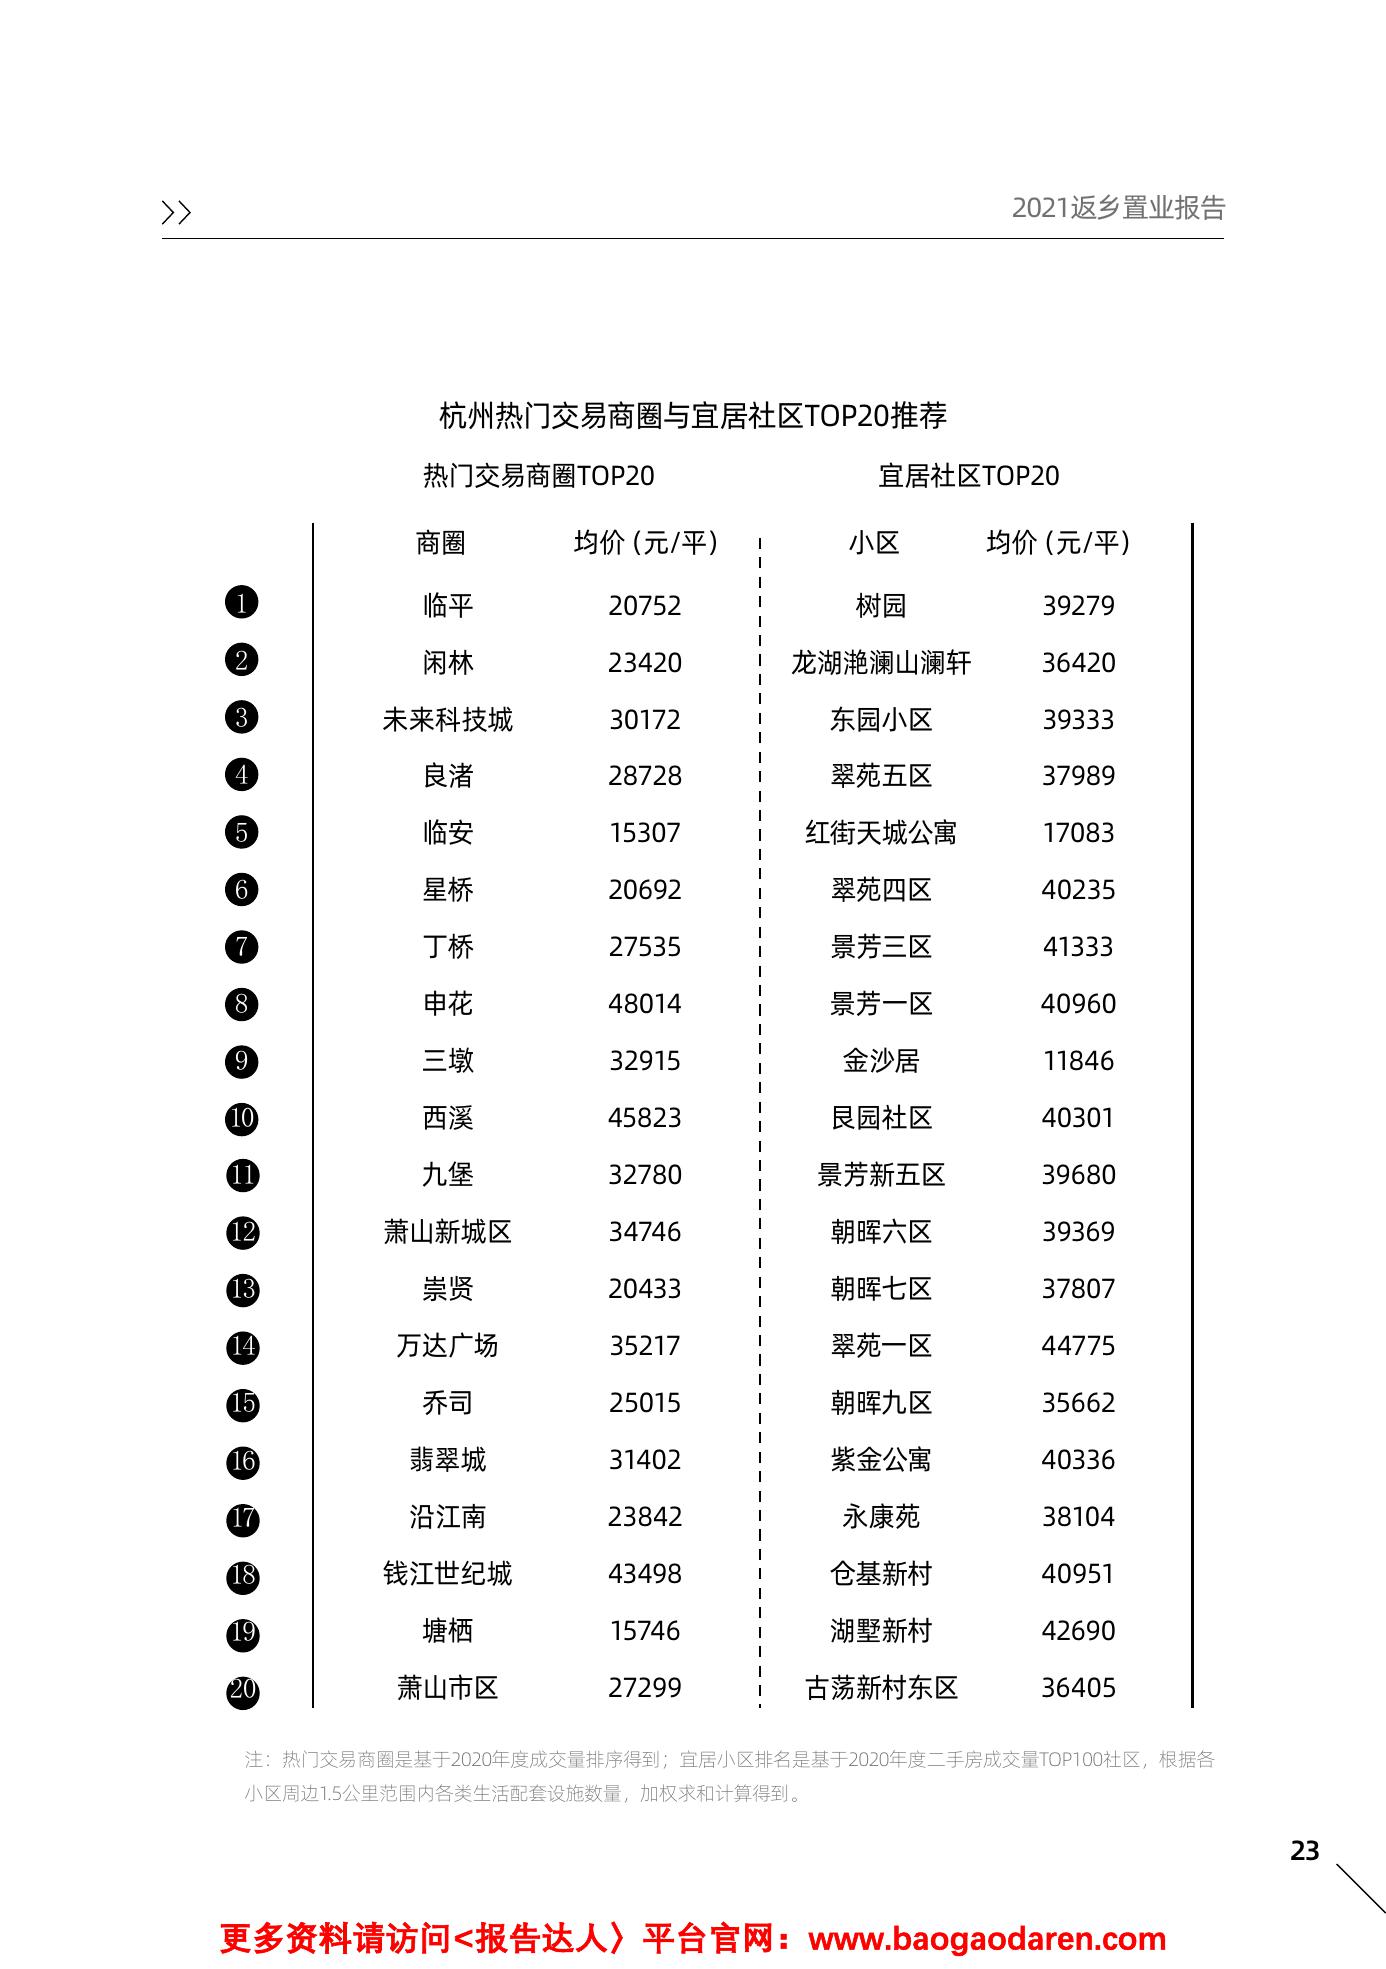 2021返乡置业报告
杭州热门交易商圈与宜居社区TOP20推荐
热门交易商圈TOP20 宜居社区TOP20
商圈 均价 (元/平) 小区 均价 (元/平)
1 临平 20752 树园 39279
2 闲林 23420 龙湖滟澜山澜轩 36420
3 未来科技城 30172 东园小区 39333
4 良渚 28728 翠苑五区 37989
5 临安 15307 红街天城公寓 17083
6 星桥 20692 翠苑四区 40235
7 丁桥 27535 景芳三区 41333
8 申花 48014 景芳一区 40960
9 三墩 32915 金沙居 11846
10 西溪 45823 艮园社区 40301
11 九堡 32780 景芳新五区 39680
12 萧山新城区 34746 朝晖六区 39369
13 崇贤 20433 朝晖七区 37807
14 万达广场 35217 翠苑一区 44775
15 乔司 25015 朝晖九区 35662
16 翡翠城 31402 紫金公寓 40336
17 沿江南 23842 永康苑 38104
18 钱江世纪城 43498 仓基新村 40951
19 塘栖 15746 湖墅新村 42690
20 萧山市区 27299 古荡新村东区 36405
注：热门交易商圈是基于2020年度成交量排序得到；宜居小区排名是基于2020年度二手房成交量TOP100社区，根据各
小区周边1.5公里范围内各类生活配套设施数量，加权求和计算得到。
23
更多资料请访问<报告达人〉平台官网：www.baogaodaren.com